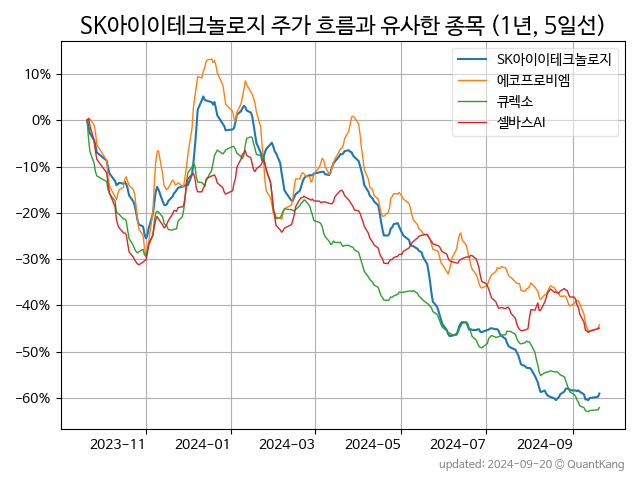 SK아이이테크놀로지 주가 흐름과 유사한 종목 (1년, 5일선)
SK아이이테크놀로지
에코프로비엠
큐렉소
셀바스AI
10%
0%
−10%
−20%
−30%
−40%
−50%
−60%
2023-11 2024-01 2024-03 2024-05 2024-07 2024-09
updated: 2024-09-20 © QuantKang